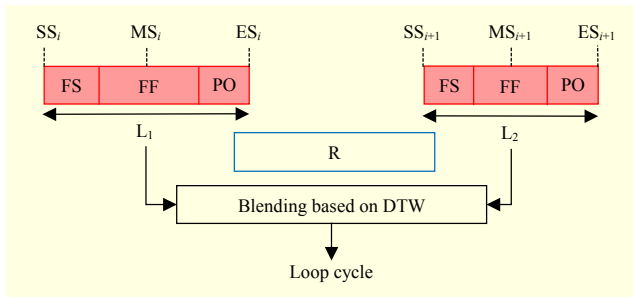 SSi MSi ESi SSi+1 MSi+1 ESi+1
FS FF PO FS FF PO
L1 L2
R
Blending based on DTW
Loop cycle